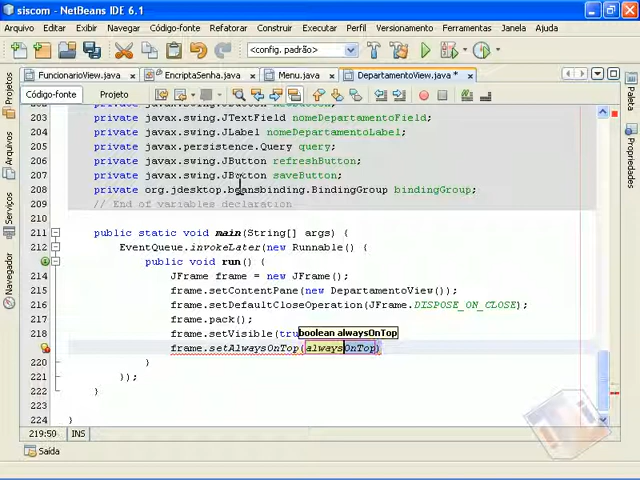 siscom - NetBeans IDE 6.1
Arquivo Editar Exibir Navegar Código-fonte Refatorar Construir Executar Perfil Versionamento Ferramentas Janela Ajuda
<config. padrão>
FuncionarioView.java EncriptaSenha.java Menu.java DepartamentoView.java *
Código-fonte Projeto
Projetos
Arquivos
Serviços
Navegador
Paleta
203 private javax.swing.JTextField nomeDepartamentoField;
204 private javax.swing.JLabel nomeDepartamentoLabel;
205 private javax.persistence.Query query;
206 private javax.swing.JButton refreshButton;
207 private javax.swing.JButton saveButton;
208 private org.jdesktop.beansbinding.BindingGroup bindingGroup;
209 // End of variables declaration
211 public static void main(String[] args) {
212 EventQueue.invokeLater(new Runnable() {
public void run() {
214 JFrame frame = new JFrame();
215 frame.setContentPane(new DepartamentoView());
216 frame.setDefaultCloseOperation(JFrame.DISPOSE_ON_CLOSE);
frame.pack();
218 frame.setVisible(tru
boolean alwaysOnTop
frame.setAlwaysOnTop(alwaysOnTop)
220 }
221 });
222 }
223
224 }
219:50 INS
Saída